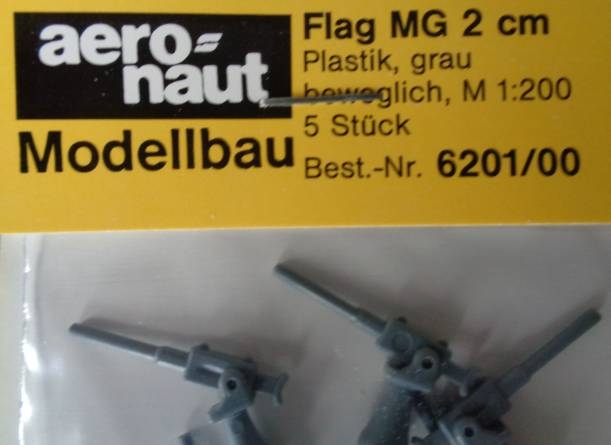 aero=
naut
Modellbau
Flag MG 2 cm
Plastik, grau
beweglich, M 1:200
5 Stück
Best.-Nr. 6201/00